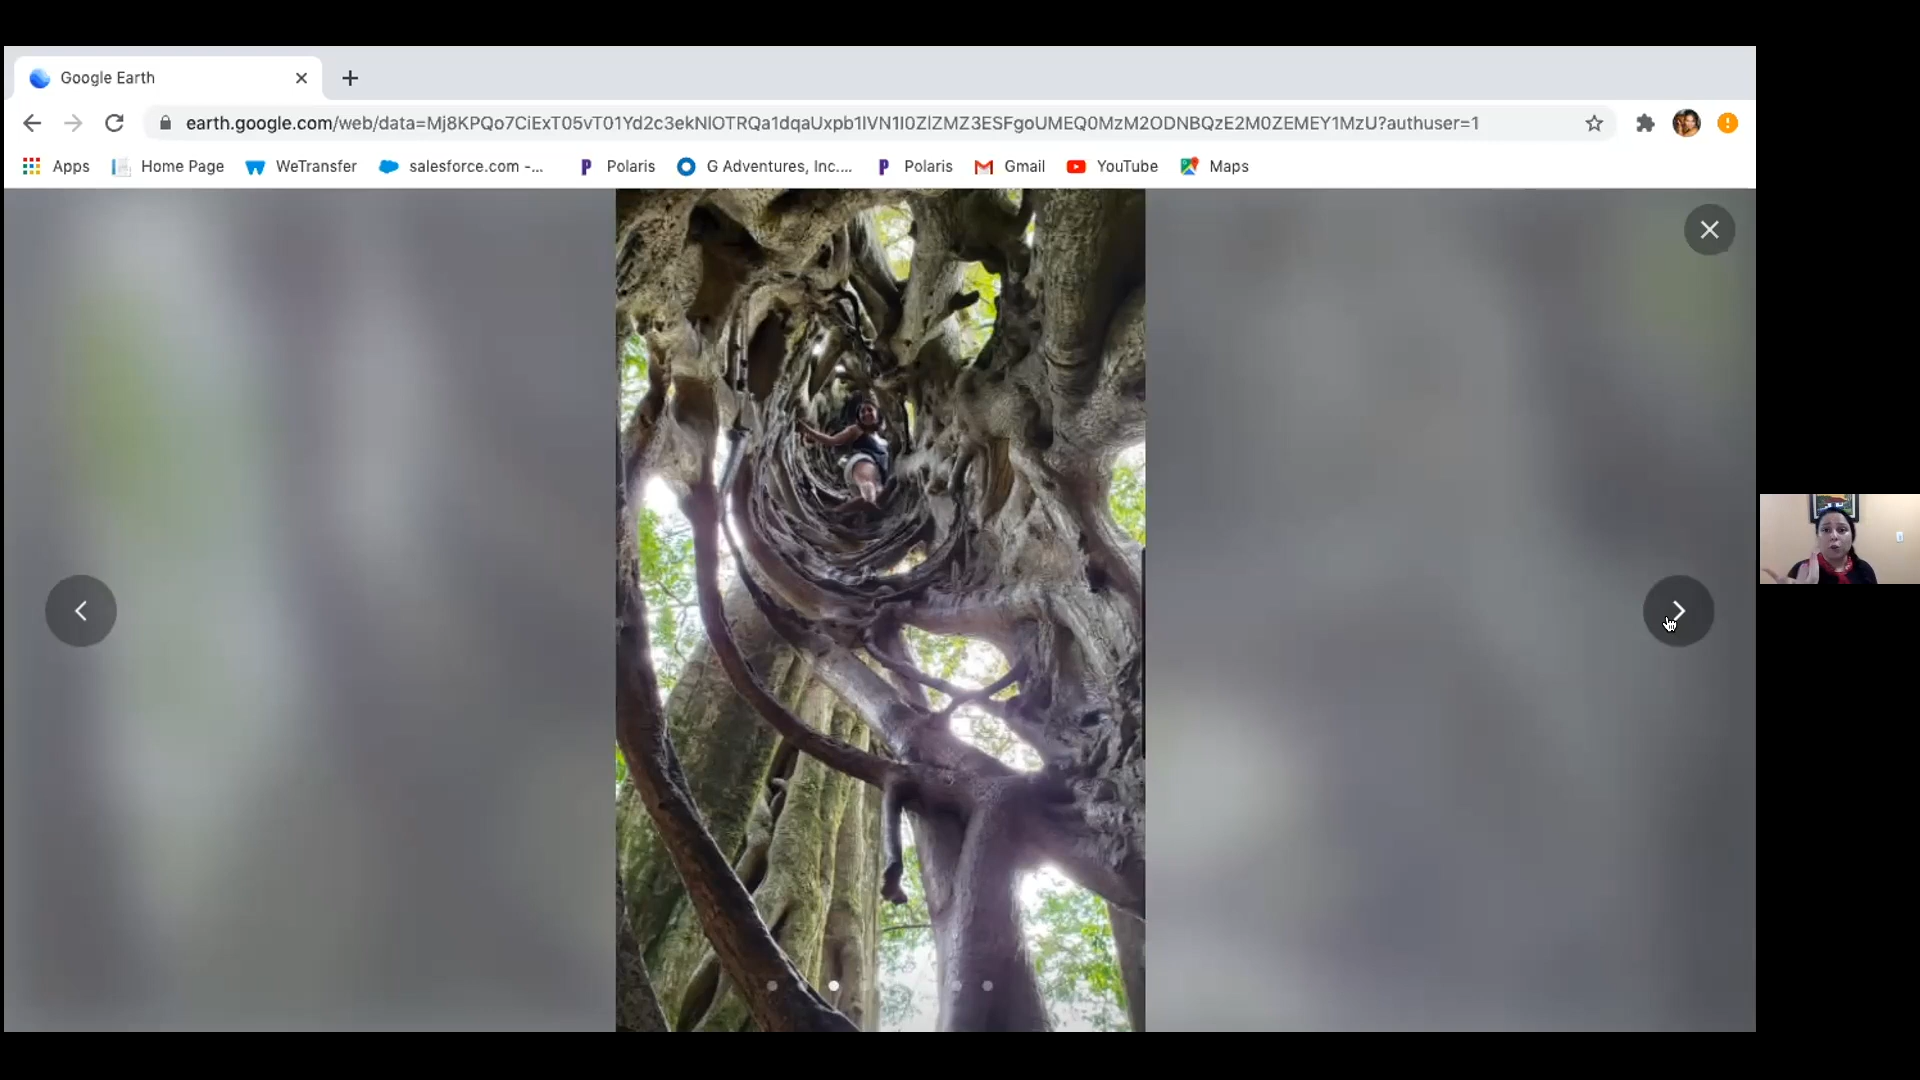 Google Earth
earth.google.com/web/data=Mj8KPQo7CiExT05vT01Yd2c3ekNlOTRQa1dqaUxpb1lVN1I0ZlZMZ3ESFgoUMEQ0MzM2ODNBQzE2M0ZEMEY1MzU?authuser=1
Apps Home Page WeTransfer salesforce.com -... Polaris G Adventures, Inc.... Polaris Gmail YouTube Maps